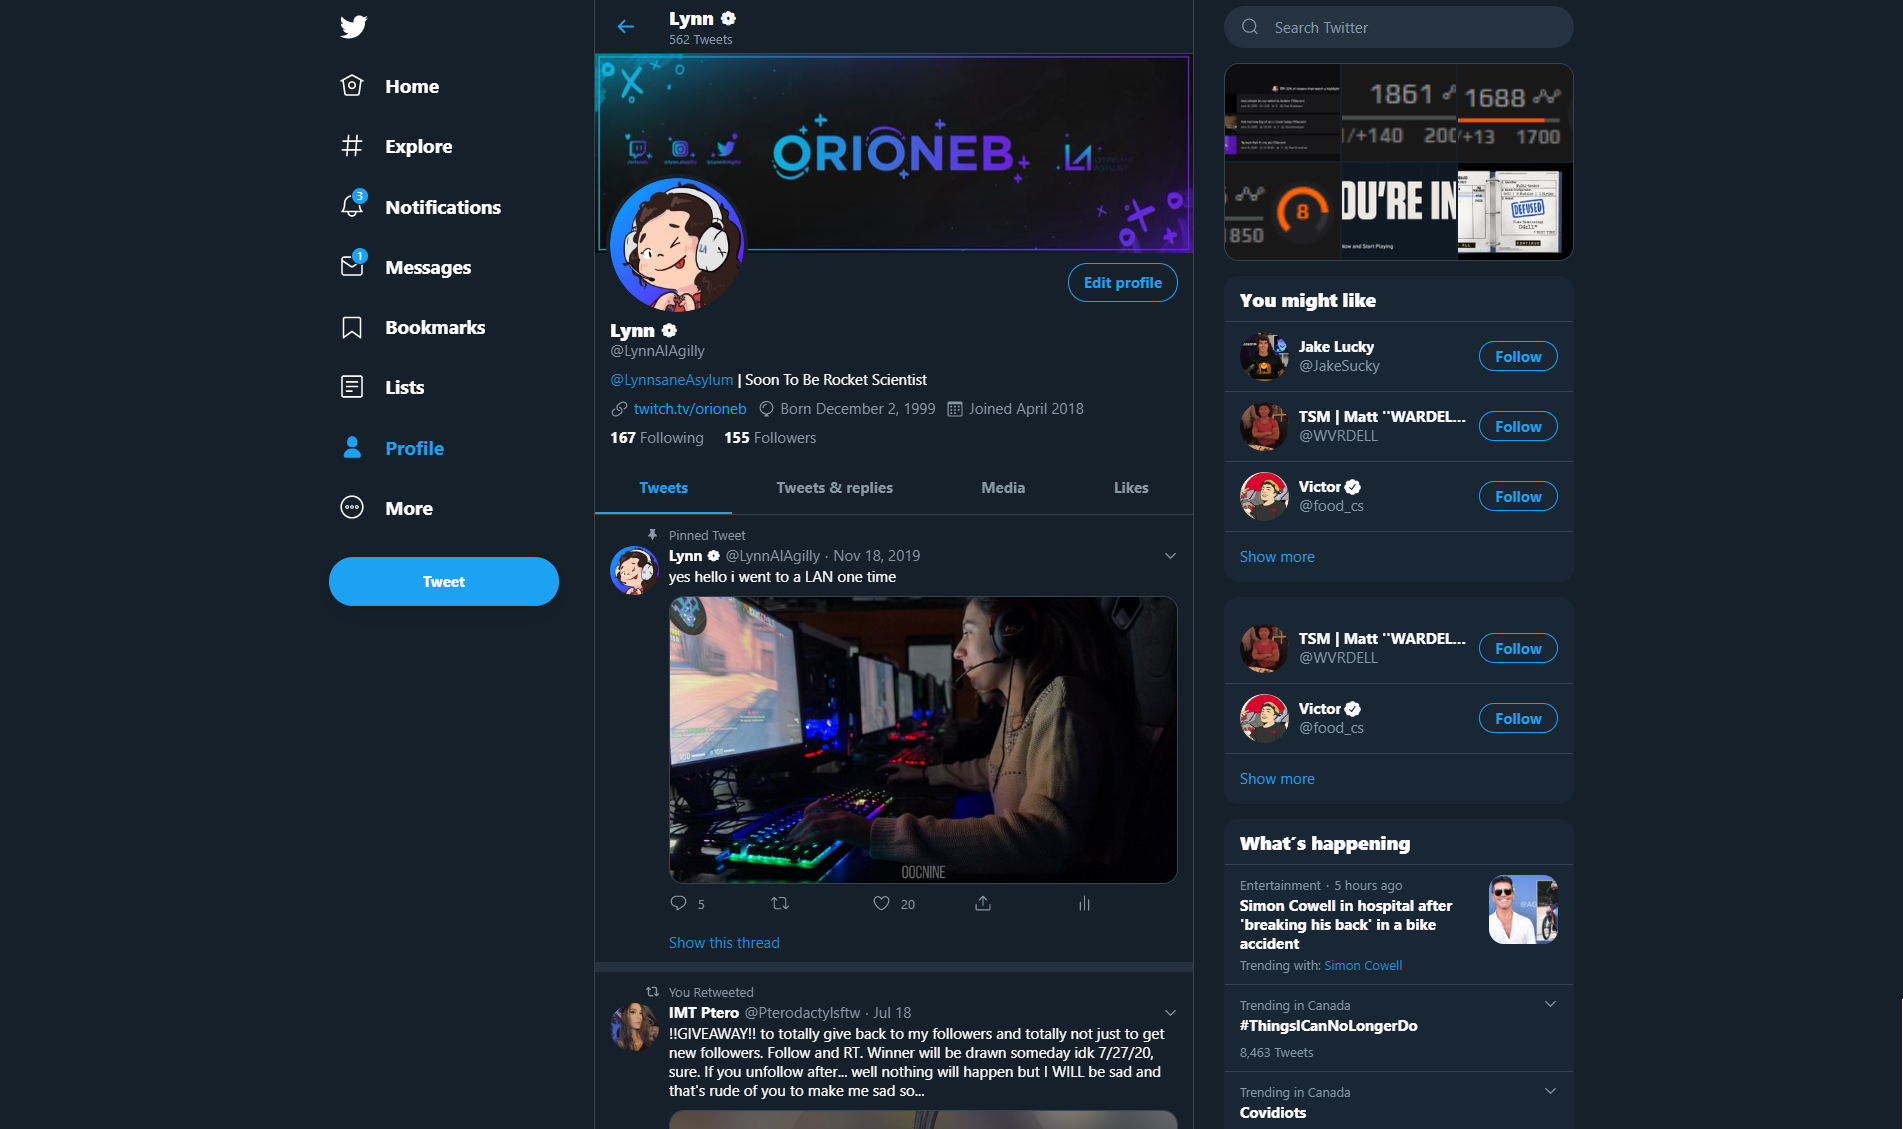 Home
Explore
3
Notifications
1
Messages
Bookmarks
Lists
Profile
More
Tweet
Lynn
562 Tweets
ORIONEB
LA
Edit profile
Lynn
@LynnAlAgilly
@LynnsaneAsylum | Soon To Be Rocket Scientist
twitch.tv/orioneb Born December 2, 1999 Joined April 2018
167 Following 155 Followers
Tweets Tweets & replies Media Likes
Pinned Tweet
Lynn @LynnAlAgilly · Nov 18, 2019
yes hello i went to a LAN one time
OOCNINE
5 20
Show this thread
You Retweeted
IMT Ptero @Pterodactylsftw · Jul 18
!!GIVEAWAY!! to totally give back to my followers and totally not just to get
new followers. Follow and RT. Winner will be drawn someday idk 7/27/20,
sure. If you unfollow after... well nothing will happen but I WILL be sad and
that's rude of you to make me sad so...
Search Twitter
1861
/+140 200
1688
/+13 1700
8
850
OU'RE IN
Now and Start Playing
DEFUSED
CONTINUE
You might like
Jake Lucky
@JakeSucky
Follow
TSM | Matt "WARDEL...
@WVRDELL
Follow
Victor
@food_cs
Follow
Show more
TSM | Matt "WARDEL...
@WVRDELL
Follow
Victor
@food_cs
Follow
Show more
What's happening
Entertainment · 5 hours ago
Simon Cowell in hospital after
'breaking his back' in a bike
accident
Trending with: Simon Cowell
Trending in Canada
#ThingsICanNoLongerDo
8,463 Tweets
Trending in Canada
Covidiots